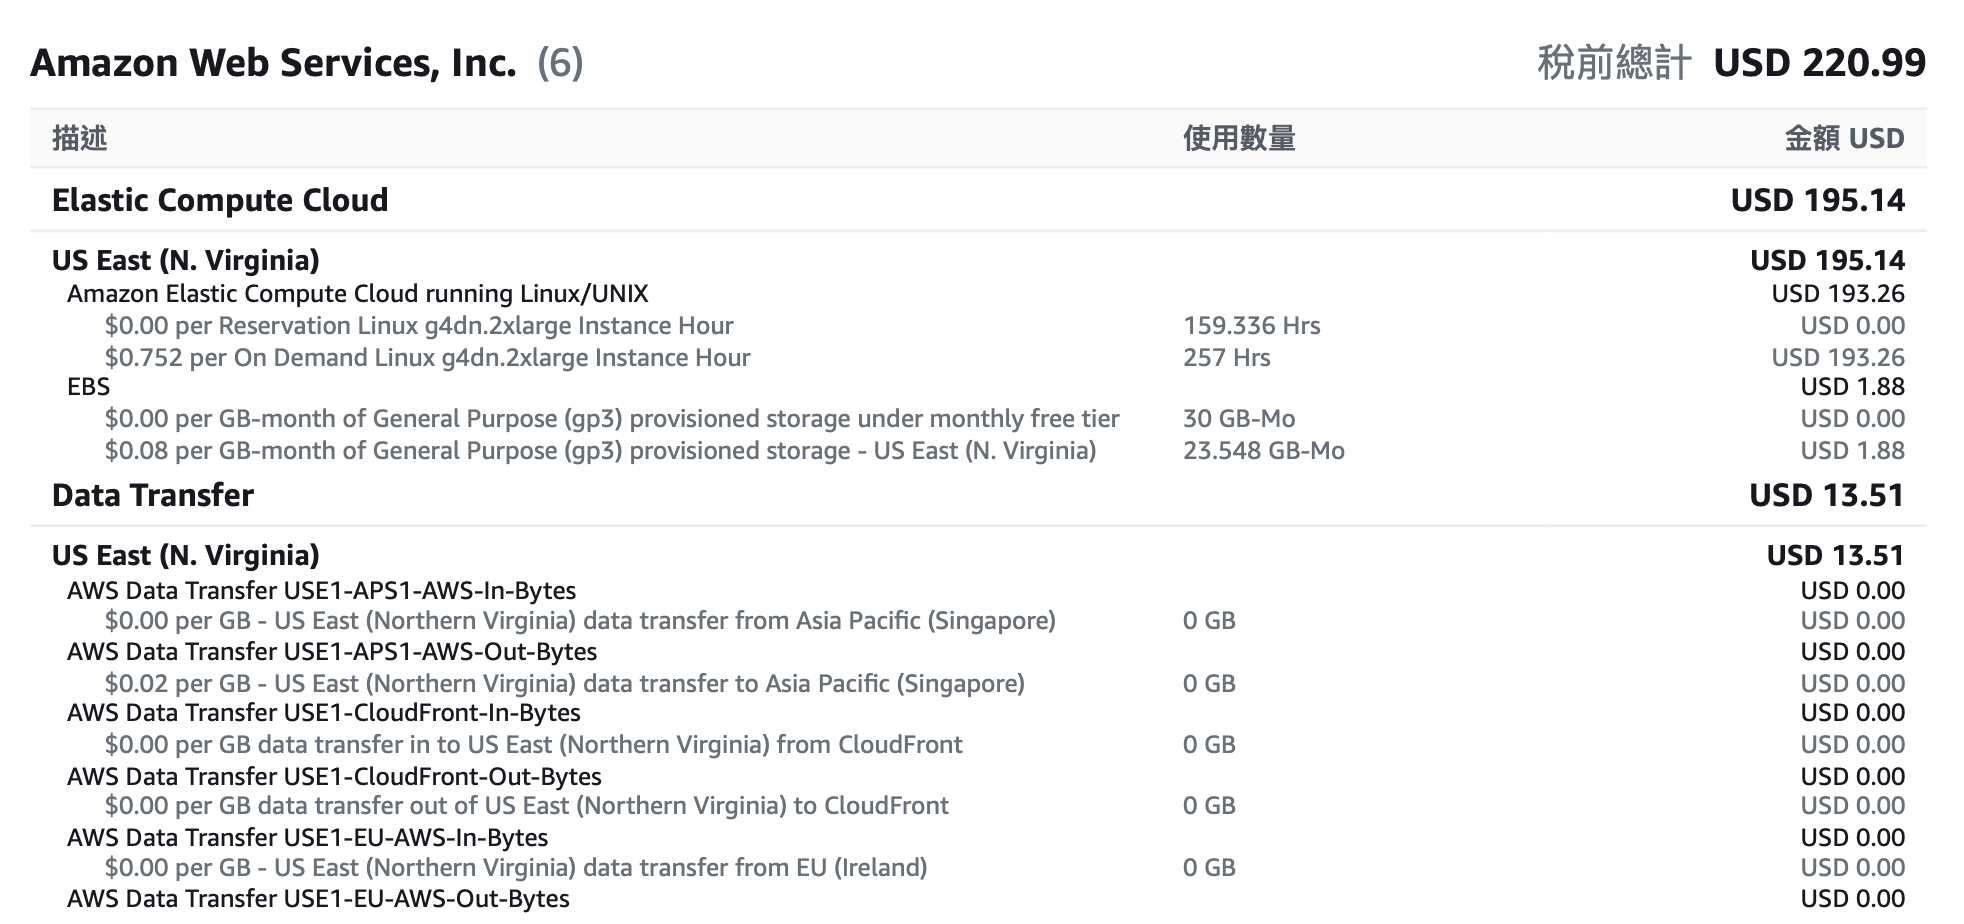 Amazon Web Services, Inc. (6) 稅前總計 USD 220.99
描述 使用數量 金額 USD
Elastic Compute Cloud USD 195.14
US East (N. Virginia) USD 195.14
Amazon Elastic Compute Cloud running Linux/UNIX USD 193.26
$0.00 per Reservation Linux g4dn.2xlarge Instance Hour 159.336 Hrs USD 0.00
$0.752 per On Demand Linux g4dn.2xlarge Instance Hour 257 Hrs USD 193.26
EBS USD 1.88
$0.00 per GB-month of General Purpose (gp3) provisioned storage under monthly free tier 30 GB-Mo USD 0.00
$0.08 per GB-month of General Purpose (gp3) provisioned storage - US East (N. Virginia) 23.548 GB-Mo USD 1.88
Data Transfer USD 13.51
US East (N. Virginia) USD 13.51
AWS Data Transfer USE1-APS1-AWS-In-Bytes USD 0.00
$0.00 per GB - US East (Northern Virginia) data transfer from Asia Pacific (Singapore) 0 GB USD 0.00
AWS Data Transfer USE1-APS1-AWS-Out-Bytes USD 0.00
$0.02 per GB - US East (Northern Virginia) data transfer to Asia Pacific (Singapore) 0 GB USD 0.00
AWS Data Transfer USE1-CloudFront-In-Bytes USD 0.00
$0.00 per GB data transfer in to US East (Northern Virginia) from CloudFront 0 GB USD 0.00
AWS Data Transfer USE1-CloudFront-Out-Bytes USD 0.00
$0.00 per GB data transfer out of US East (Northern Virginia) to CloudFront 0 GB USD 0.00
AWS Data Transfer USE1-EU-AWS-In-Bytes USD 0.00
$0.00 per GB - US East (Northern Virginia) data transfer from EU (Ireland) 0 GB USD 0.00
AWS Data Transfer USE1-EU-AWS-Out-Bytes USD 0.00